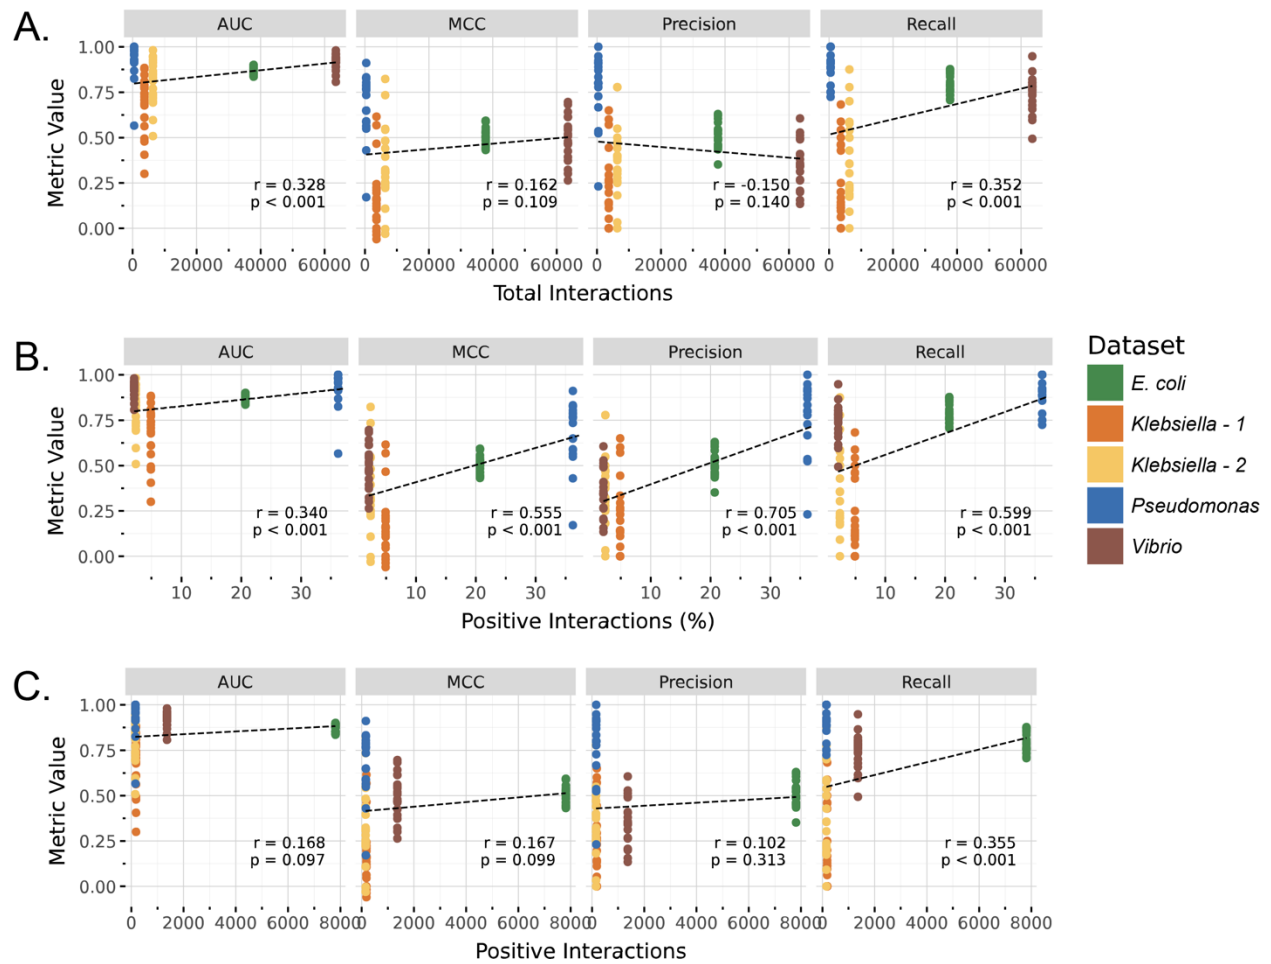 A.
AUC MCC Precision Recall
Metric Value
1.00
0.75
0.50
0.25
0.00
r = 0.328
p < 0.001
r = 0.162
p = 0.109
r = -0.150
p = 0.140
r = 0.352
p < 0.001
0 20000 40000 60000 0 20000 40000 60000 0 20000 40000 60000 0 20000 40000 60000
Total Interactions
B.
AUC MCC Precision Recall
Metric Value
1.00
0.75
0.50
0.25
0.00
r = 0.340
p < 0.001
r = 0.555
p < 0.001
r = 0.705
p < 0.001
r = 0.599
p < 0.001
10 20 30 10 20 30 10 20 30 10 20 30
Positive Interactions (%)
Dataset
E. coli
Klebsiella - 1
Klebsiella - 2
Pseudomonas
Vibrio
C.
AUC MCC Precision Recall
Metric Value
1.00
0.75
0.50
0.25
0.00
r = 0.168
p = 0.097
r = 0.167
p = 0.099
r = 0.102
p = 0.313
r = 0.355
p < 0.001
0 2000 4000 6000 8000 0 2000 4000 6000 8000 0 2000 4000 6000 8000 0 2000 4000 6000 8000
Positive Interactions